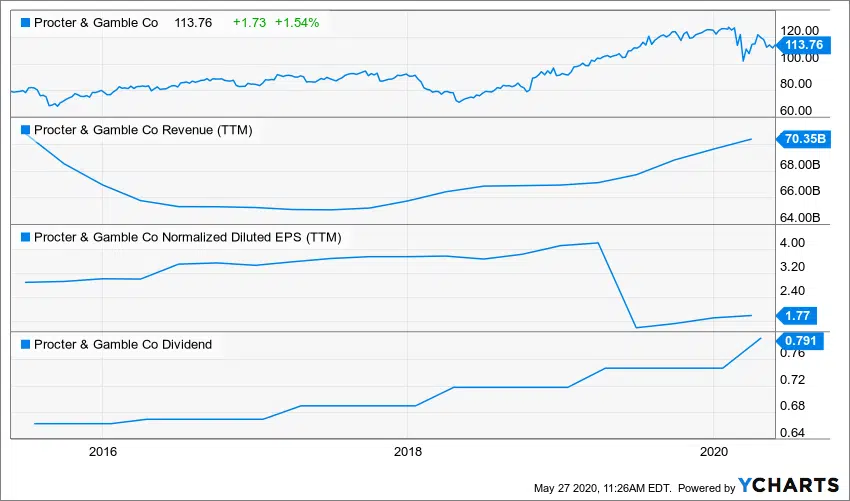 Procter & Gamble Co 113.76 +1.73 +1.54%
120.00
113.76
100.00
80.00
60.00
Procter & Gamble Co Revenue (TTM)
70.35B
68.00B
66.00B
64.00B
Procter & Gamble Co Normalized Diluted EPS (TTM)
4.00
3.20
2.40
1.77
Procter & Gamble Co Dividend
0.791
0.76
0.72
0.68
0.64
2016 2018 2020
May 27 2020, 11:26AM EDT. Powered by YCHARTS